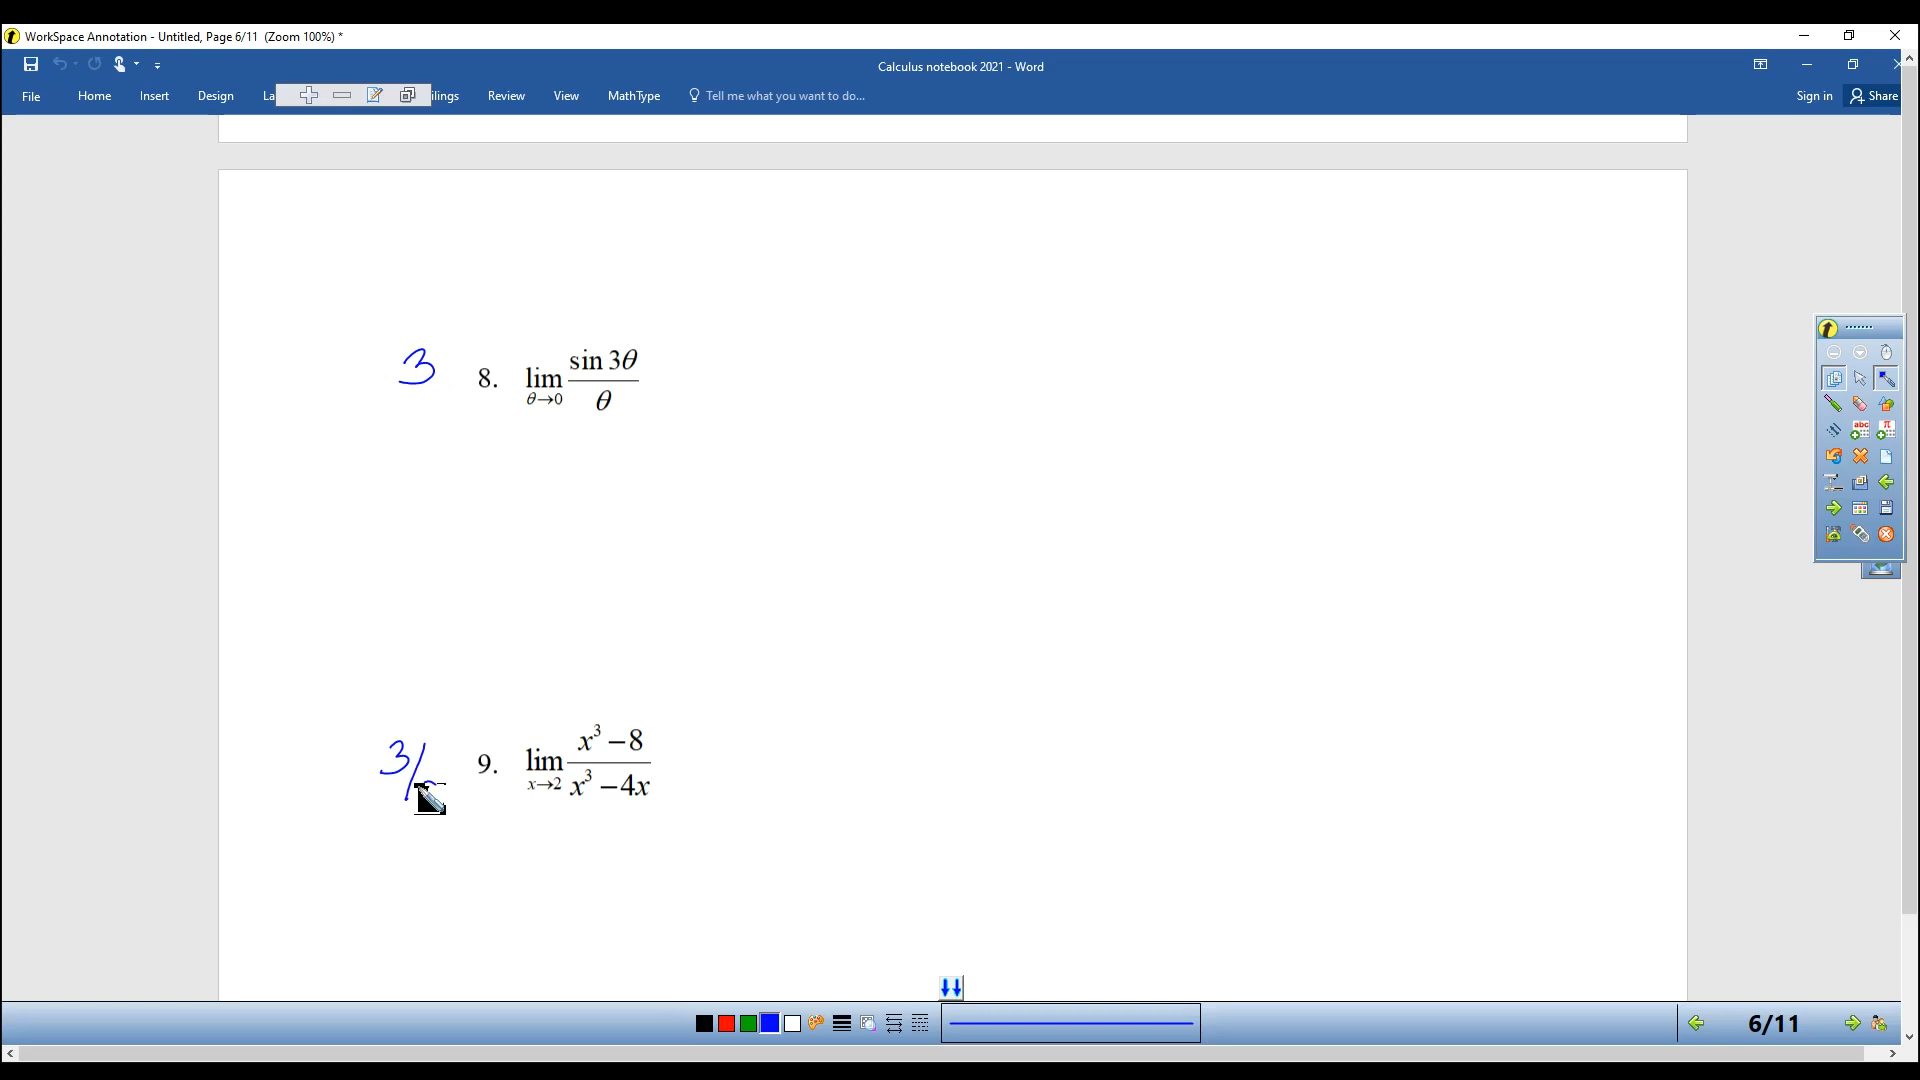 WorkSpace Annotation - Untitled, Page 6/11 (Zoom 100%) *
Calculus notebook 2021 - Word
File Home Insert Design La ilings Review View MathType Tell me what you want to do... Sign in Share
3 8. lim θ→0 sin 3θ / θ
3/ 9. lim x→2 x³ − 8 / x³ − 4x
abc π
6/11